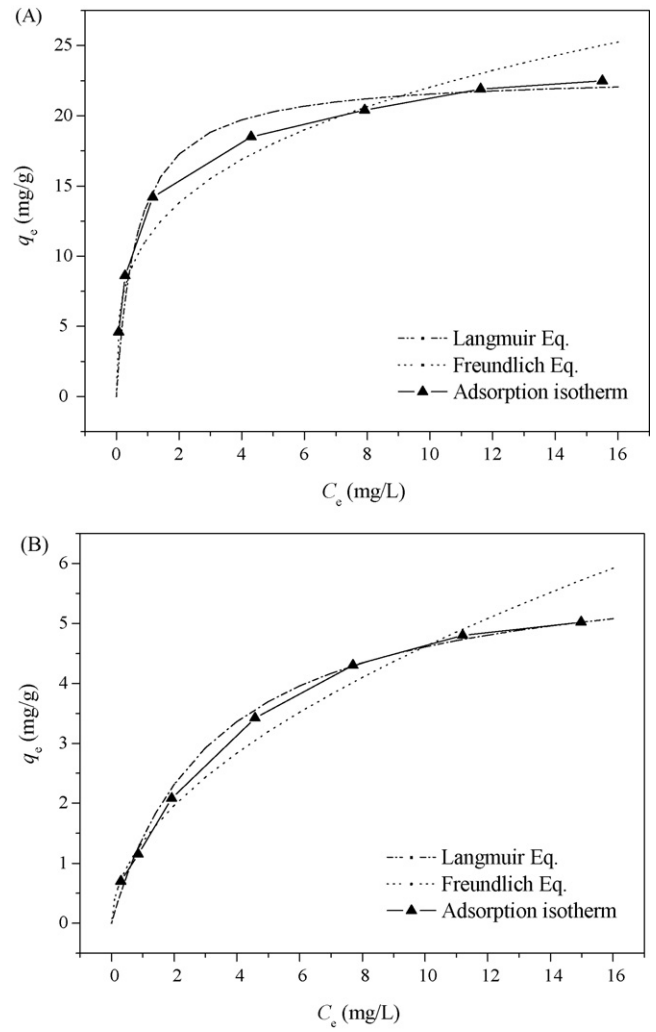 (A)
25
20
15
10
5
0
qe (mg/g)
Langmuir Eq.
Freundlich Eq.
Adsorption isotherm
0 2 4 6 8 10 12 14 16
Ce (mg/L)
(B)
6
5
4
3
2
1
0
qe (mg/g)
Langmuir Eq.
Freundlich Eq.
Adsorption isotherm
0 2 4 6 8 10 12 14 16
Ce (mg/L)